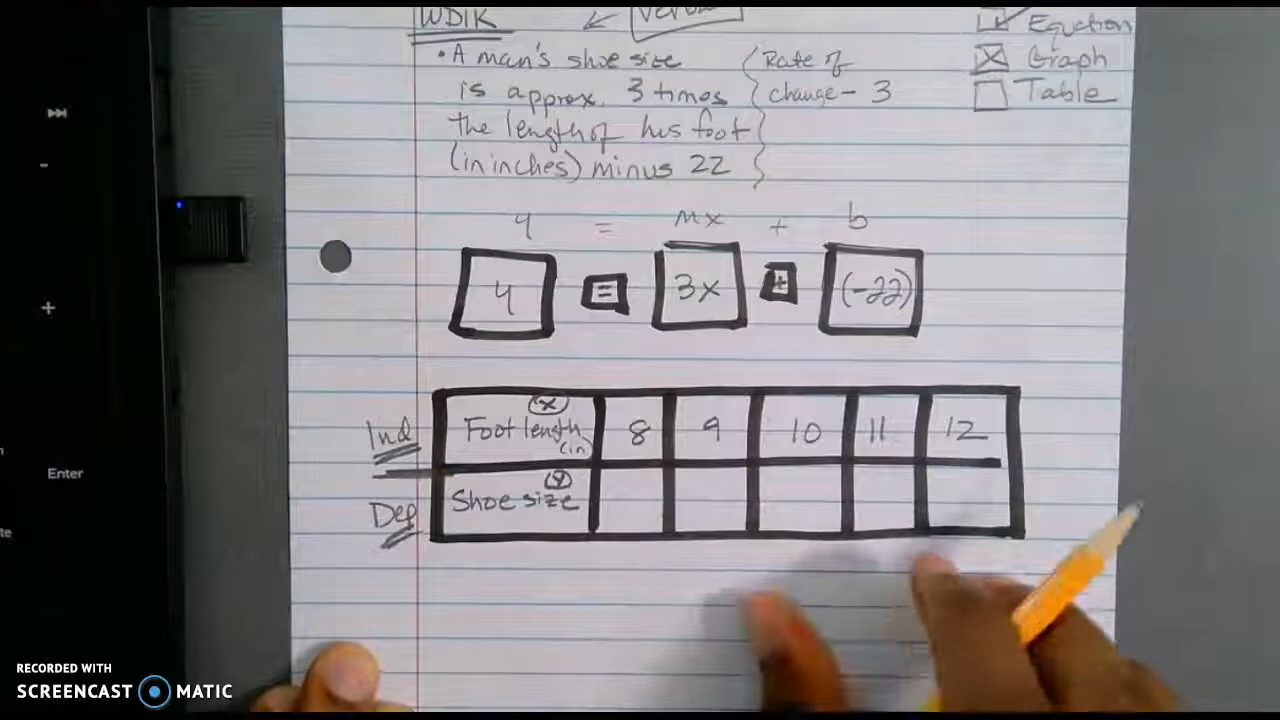 WDIK
Verbal
Equation
• A man's shoe size
is approx. 3 times
the length of his foot
(in inches) minus 22
Rate of
change - 3
Graph
Table
y = mx + b
y = 3x + (-22)
Ind
(x)
Foot length
(in)
8 9 10 11 12
Dep
(y)
Shoe size
Enter
RECORDED WITH
SCREENCAST MATIC